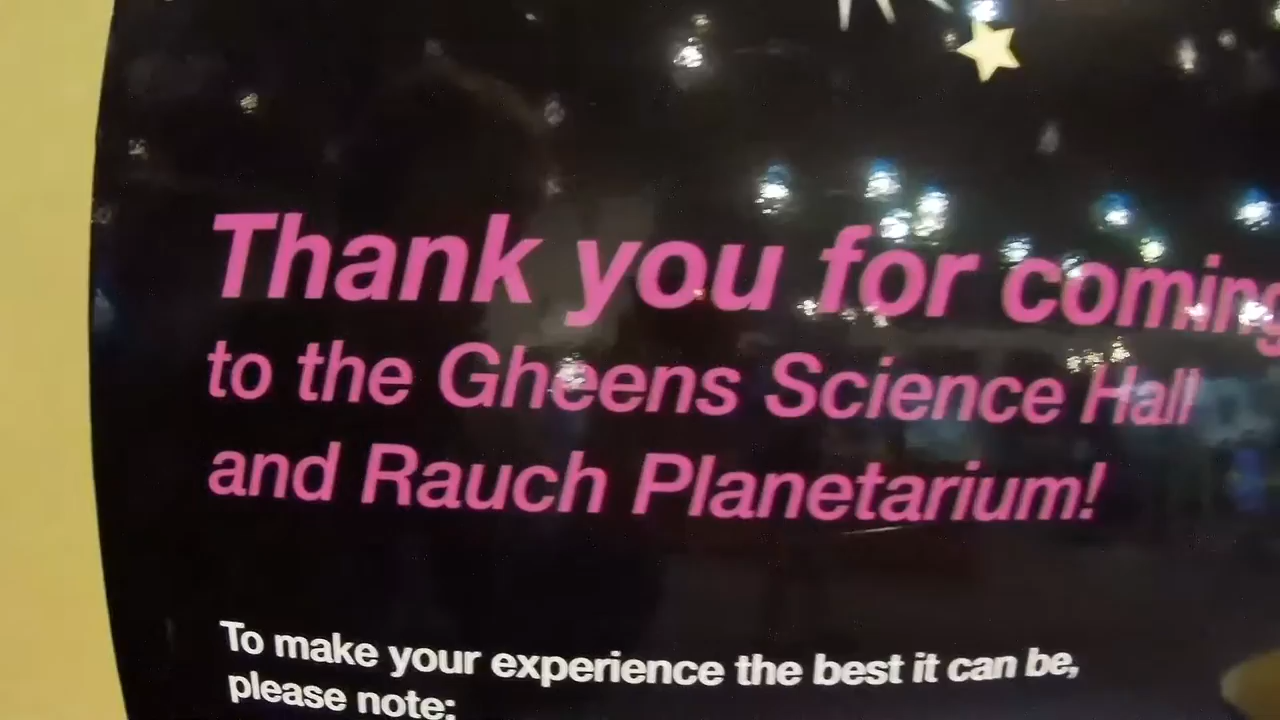 Thank you for coming
to the Gheens Science Hall
and Rauch Planetarium!
To make your experience the best it can be,
please note: